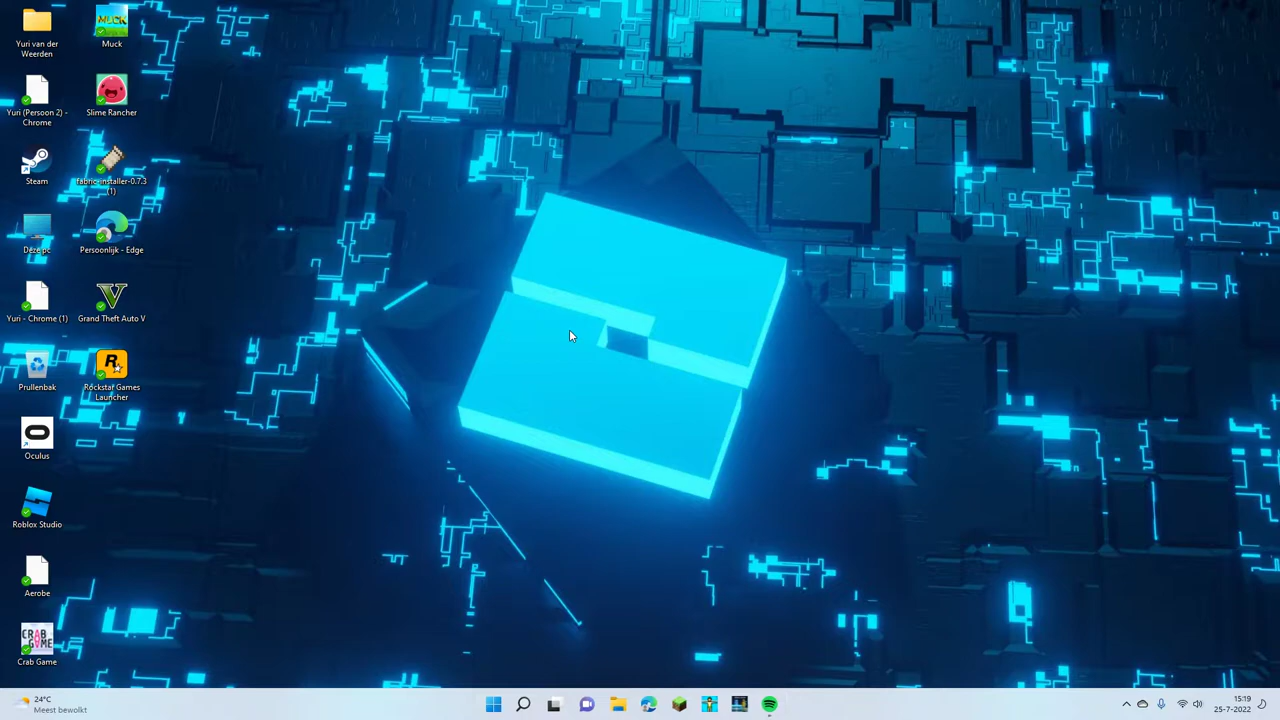 Yuri van der
Weerden
MUCK
Muck
Yuri (Persoon 2) -
Chrome
Slime Rancher
Steam
fabric-installer-0.7.3
(1)
Deze pc
Persoonlijk - Edge
Yuri - Chrome (1)
V
Grand Theft Auto V
Prullenbak
R
Rockstar Games
Launcher
Oculus
Roblox Studio
Aerobe
CRAB
GAME
Crab Game
24°C
Meest bewolkt
15:19
25-7-2022